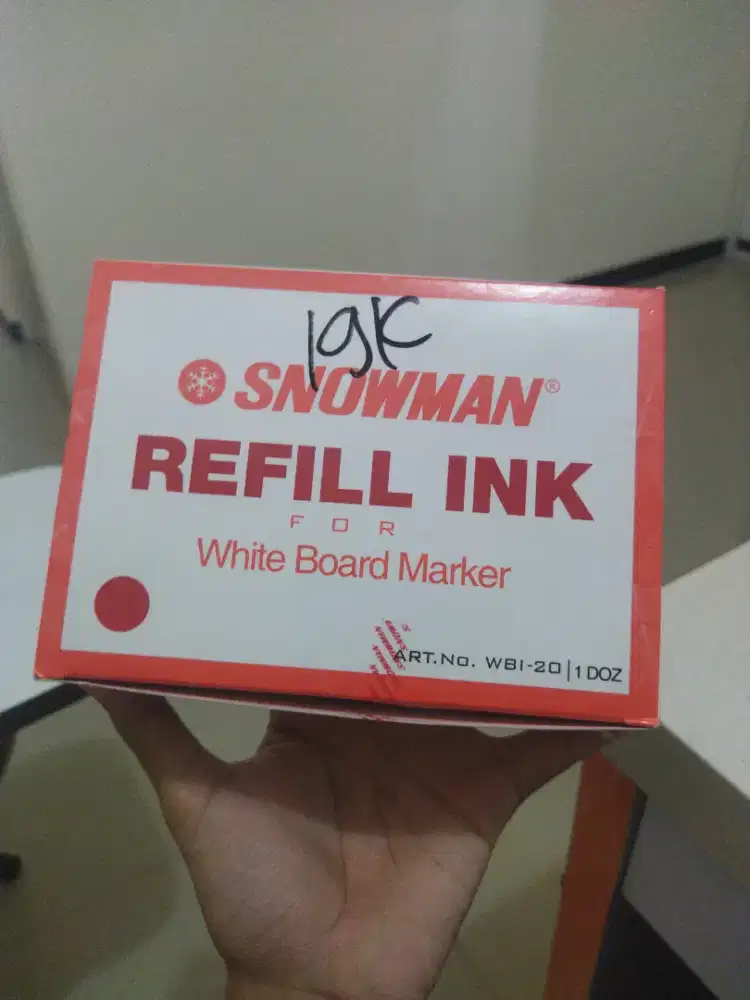 19K
SNOWMAN®
REFILL INK
FOR
White Board Marker
ART.No. WBI-20|1 DOZ